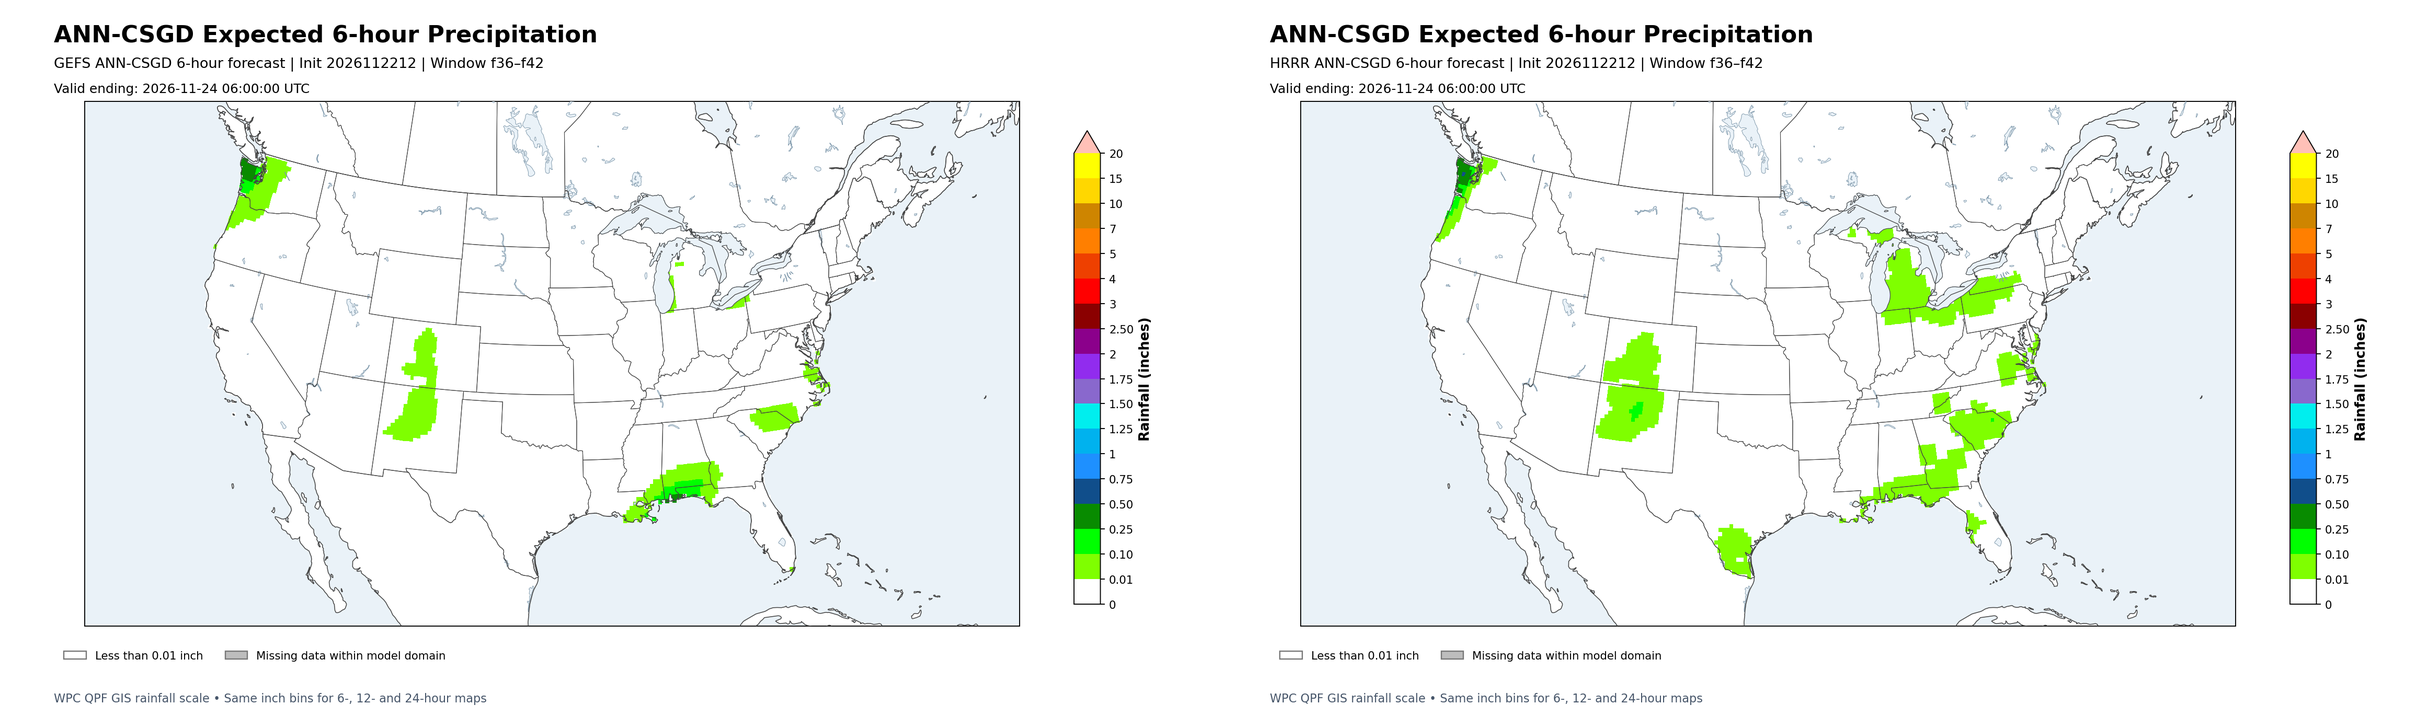 ANN-CSGD Expected 6-hour Precipitation
GEFS ANN-CSGD 6-hour forecast | Init 2026112212 | Window f36–f42
Valid ending: 2026-11-24 06:00:00 UTC
20
15
10
7
5
4
3
2.50
2
1.75
1.50
1.25
1
0.75
0.50
0.25
0.10
0.01
0
Rainfall (inches)
Less than 0.01 inch
Missing data within model domain
WPC QPF GIS rainfall scale • Same inch bins for 6-, 12- and 24-hour maps
ANN-CSGD Expected 6-hour Precipitation
HRRR ANN-CSGD 6-hour forecast | Init 2026112212 | Window f36–f42
Valid ending: 2026-11-24 06:00:00 UTC
20
15
10
7
5
4
3
2.50
2
1.75
1.50
1.25
1
0.75
0.50
0.25
0.10
0.01
0
Rainfall (inches)
Less than 0.01 inch
Missing data within model domain
WPC QPF GIS rainfall scale • Same inch bins for 6-, 12- and 24-hour maps